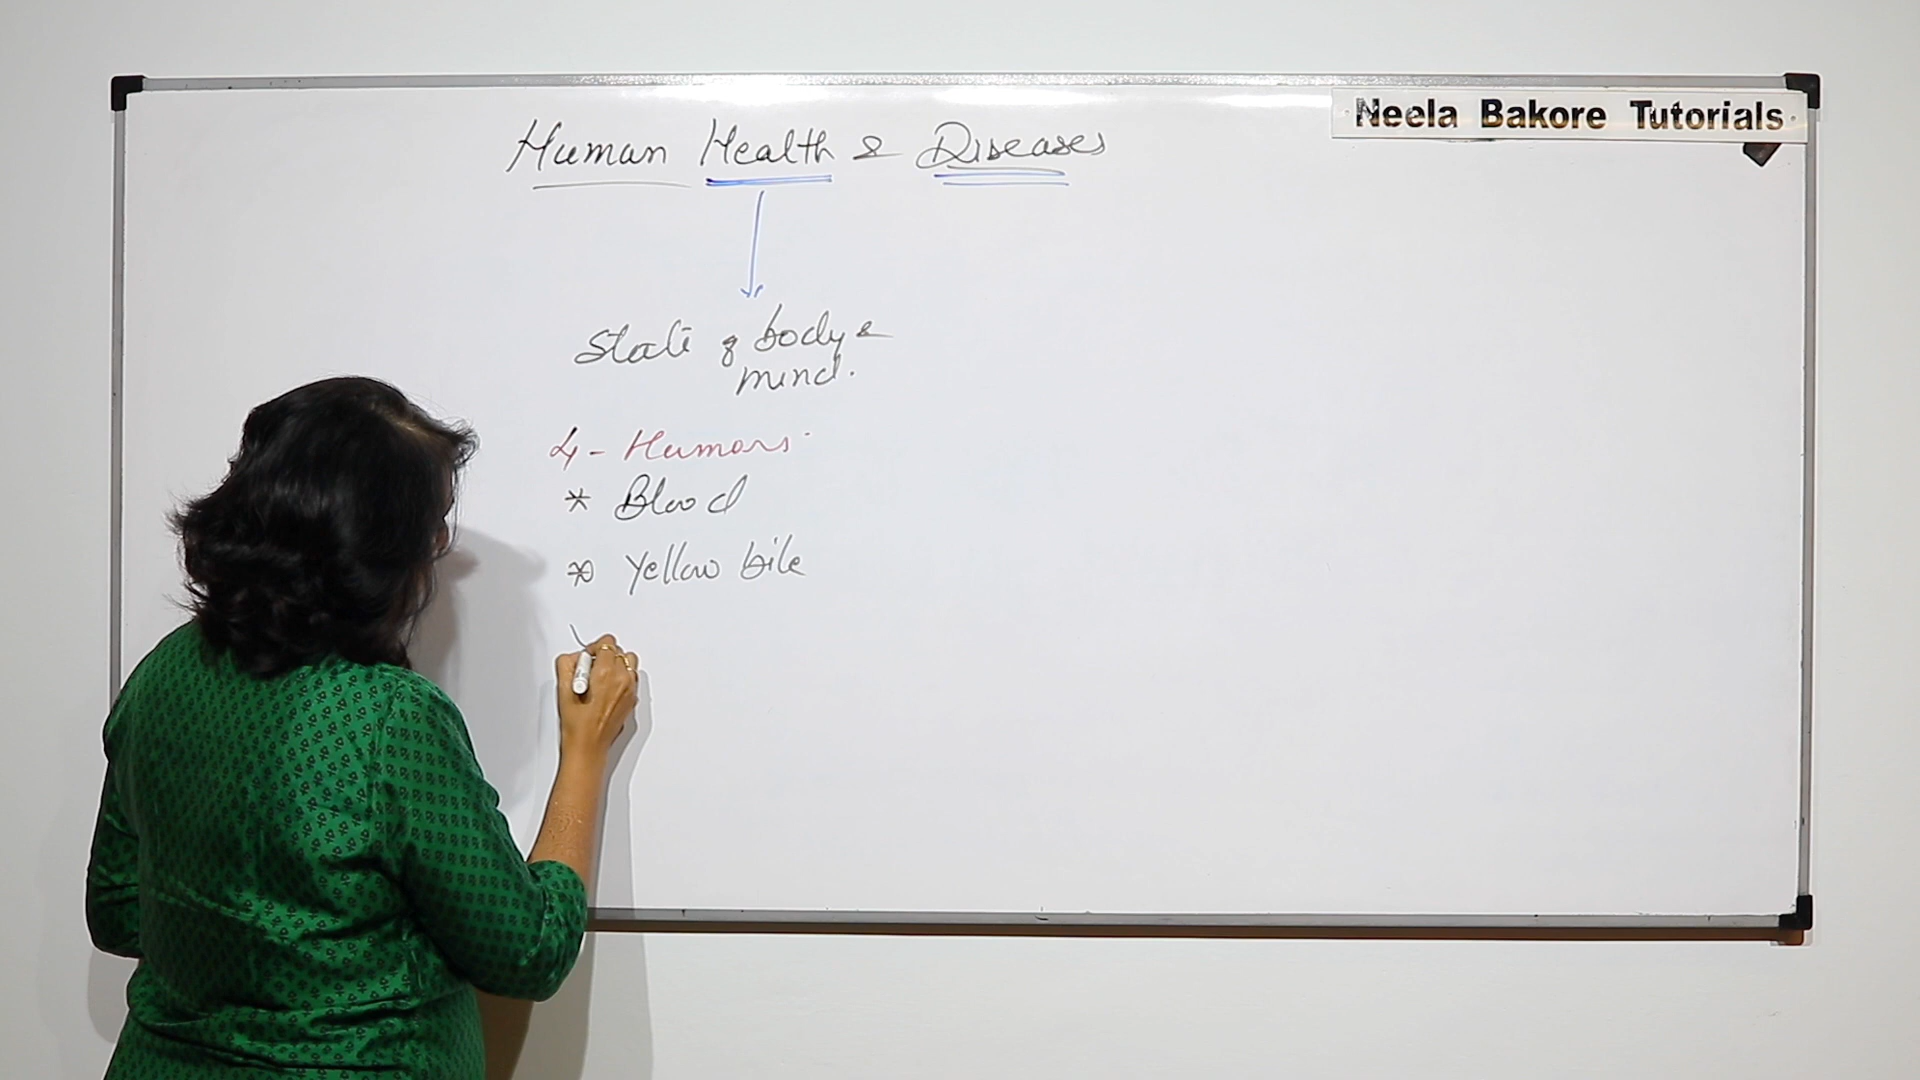 Neela Bakore Tutorials
Human Health & Diseases
State of body &
mind.
4 - Humors
* Blood
* Yellow bile